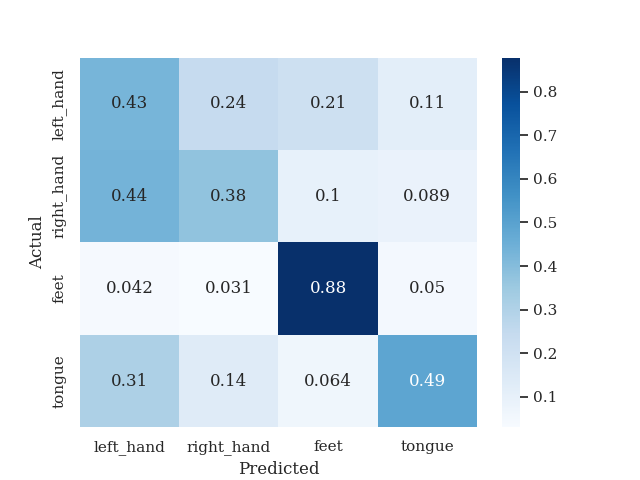 Actual
left_hand 0.43 0.24 0.21 0.11
right_hand 0.44 0.38 0.1 0.089
feet 0.042 0.031 0.88 0.05
tongue 0.31 0.14 0.064 0.49
left_hand right_hand feet tongue
Predicted
0.8
0.7
0.6
0.5
0.4
0.3
0.2
0.1